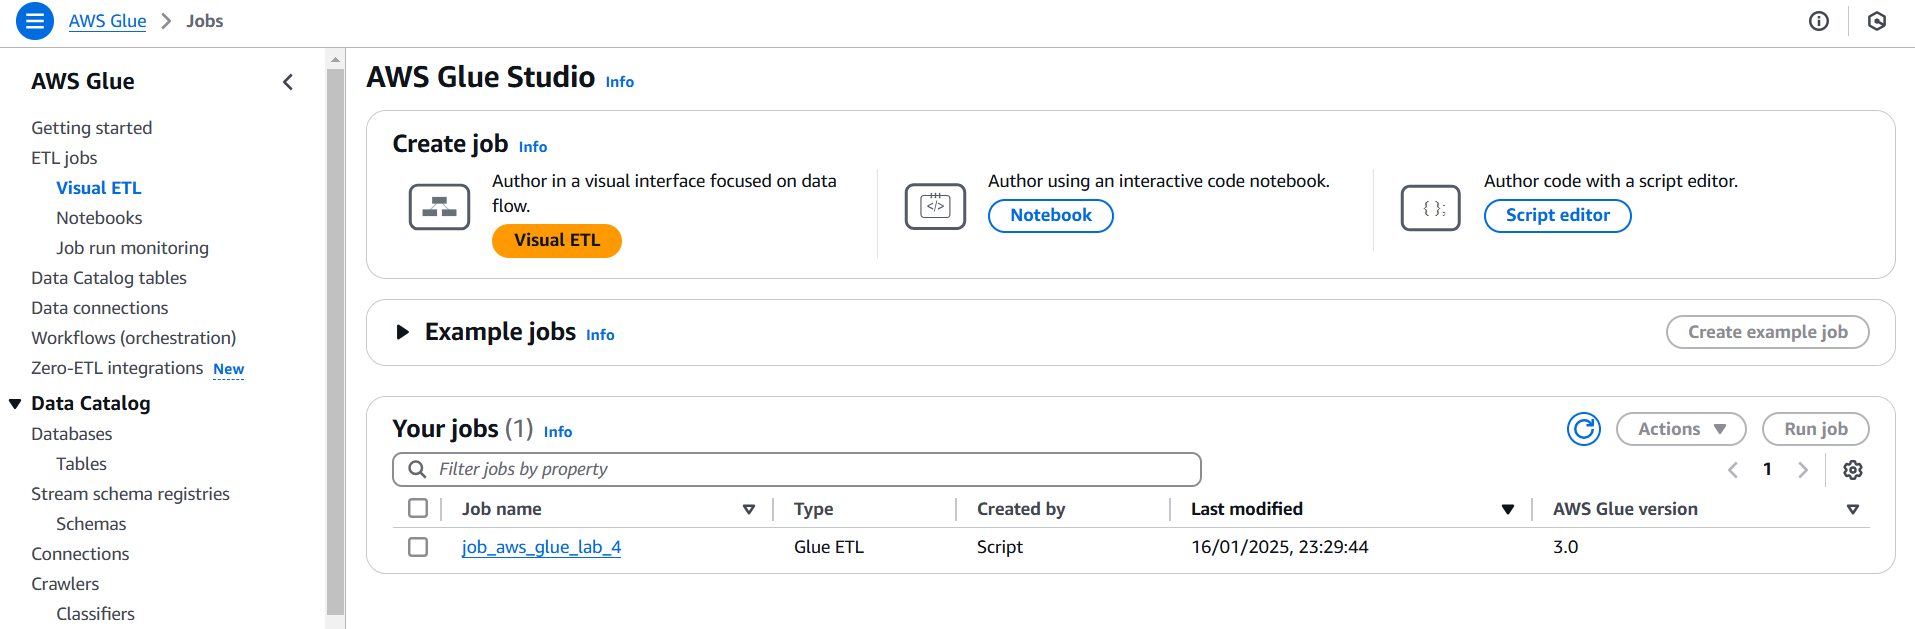 AWS Glue > Jobs
AWS Glue
Getting started
ETL jobs
Visual ETL
Notebooks
Job run monitoring
Data Catalog tables
Data connections
Workflows (orchestration)
Zero-ETL integrations New
Data Catalog
Databases
Tables
Stream schema registries
Schemas
Connections
Crawlers
Classifiers
AWS Glue Studio Info
Create job Info
Author in a visual interface focused on data
flow.
Visual ETL
</>
Author using an interactive code notebook.
Notebook
{ };
Author code with a script editor.
Script editor
Example jobs Info
Create example job
Your jobs (1) Info
Actions
Run job
Filter jobs by property
1
Job name Type Created by Last modified AWS Glue version
job_aws_glue_lab_4 Glue ETL Script 16/01/2025, 23:29:44 3.0